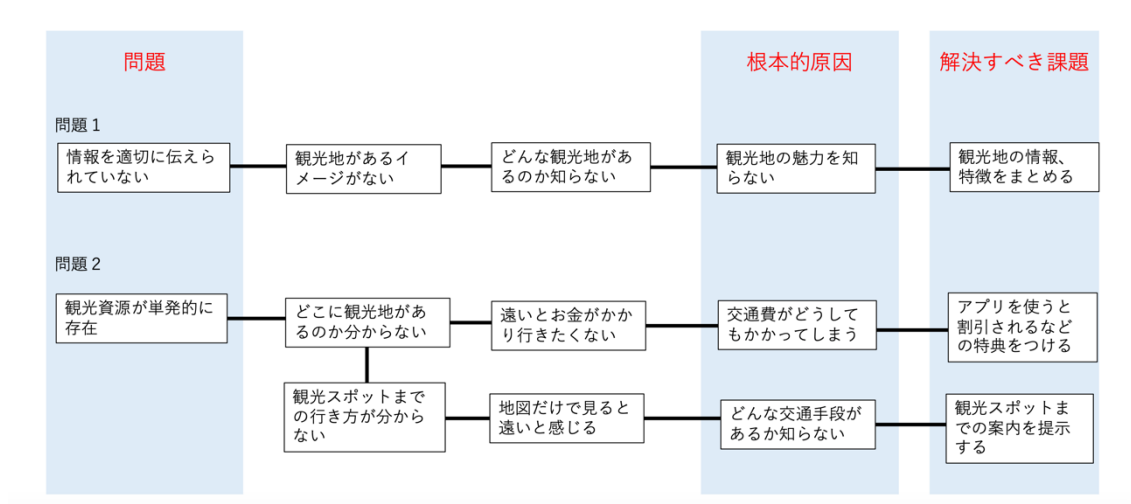 問題
根本的原因
解決すべき課題
問題１
情報を適切に伝えら
れていない
観光地があるイ
メージがない
どんな観光地があ
るのか知らない
観光地の魅力を知
らない
観光地の情報、
特徴をまとめる
問題２
観光資源が単発的に
存在
どこに観光地があ
るのか分からない
遠いとお金がかか
り行きたくない
交通費がどうして
もかかってしまう
アプリを使うと
割引されるなど
の特典をつける
観光スポットまで
の行き方が分から
ない
地図だけで見ると
遠いと感じる
どんな交通手段が
あるか知らない
観光スポットま
での案内を提示
する